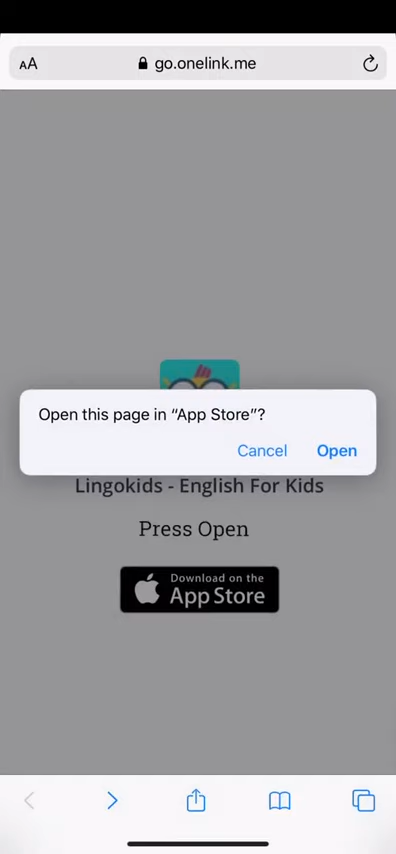 AA go.onelink.me
Open this page in “App Store”?
Cancel Open
Lingokids - English For Kids
Press Open
Download on the
App Store